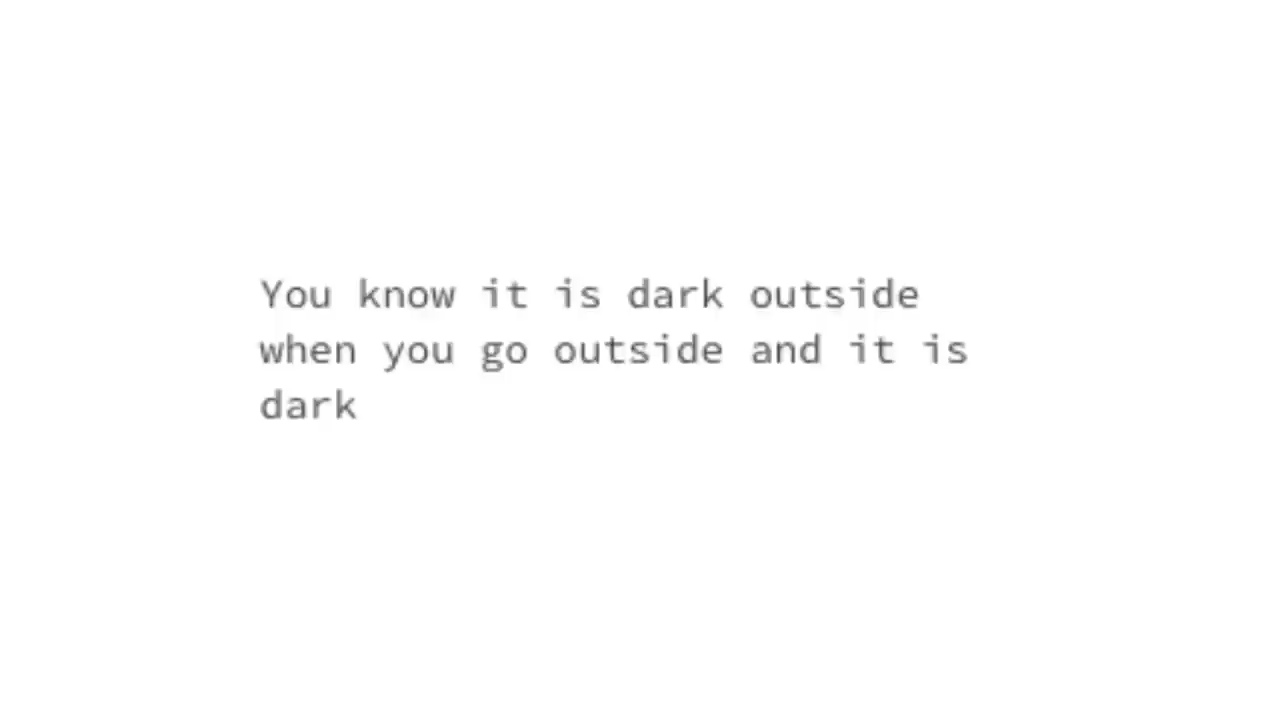 You know it is dark outside
when you go outside and it is
dark